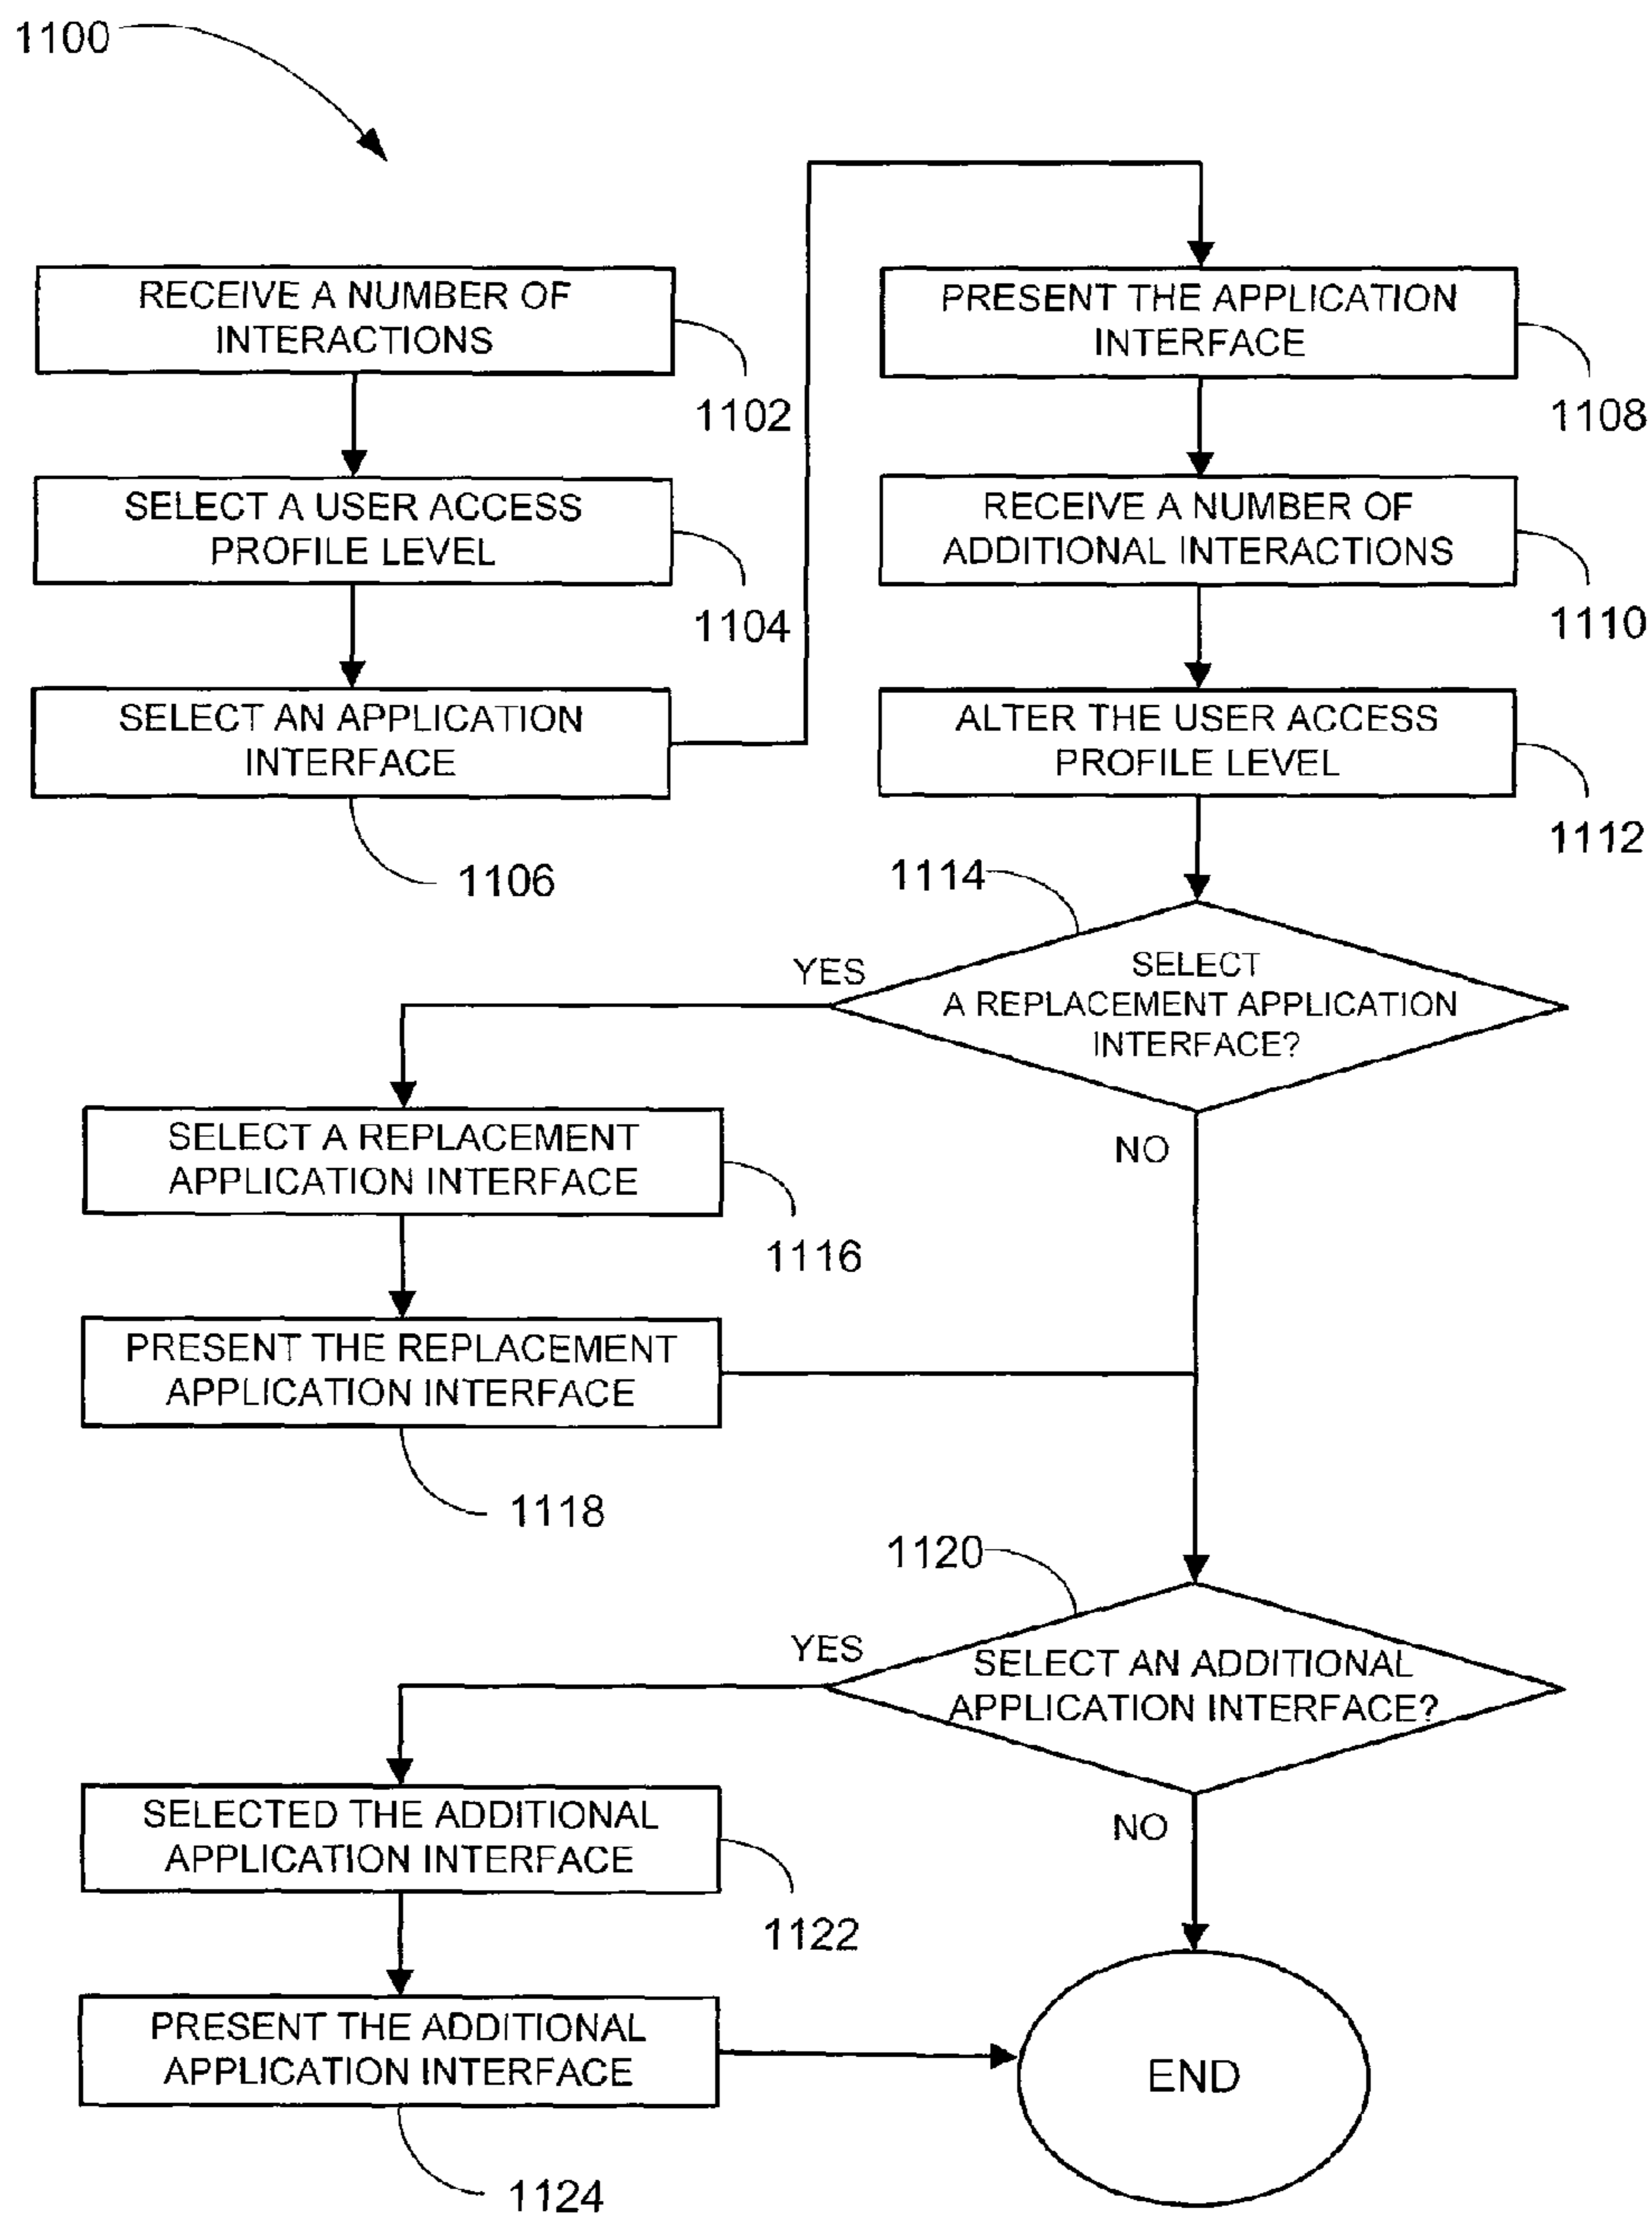 1100
RECEIVE A NUMBER OF
INTERACTIONS
1102
SELECT A USER ACCESS
PROFILE LEVEL
1104
SELECT AN APPLICATION
INTERFACE
1106
PRESENT THE APPLICATION
INTERFACE
1108
RECEIVE A NUMBER OF
ADDITIONAL INTERACTIONS
1110
ALTER THE USER ACCESS
PROFILE LEVEL
1112
1114
SELECT
A REPLACEMENT APPLICATION
INTERFACE?
YES
NO
SELECT A REPLACEMENT
APPLICATION INTERFACE
1116
PRESENT THE REPLACEMENT
APPLICATION INTERFACE
1118
1120
SELECT AN ADDITIONAL
APPLICATION INTERFACE?
YES
NO
SELECTED THE ADDITIONAL
APPLICATION INTERFACE
1122
PRESENT THE ADDITIONAL
APPLICATION INTERFACE
1124
END